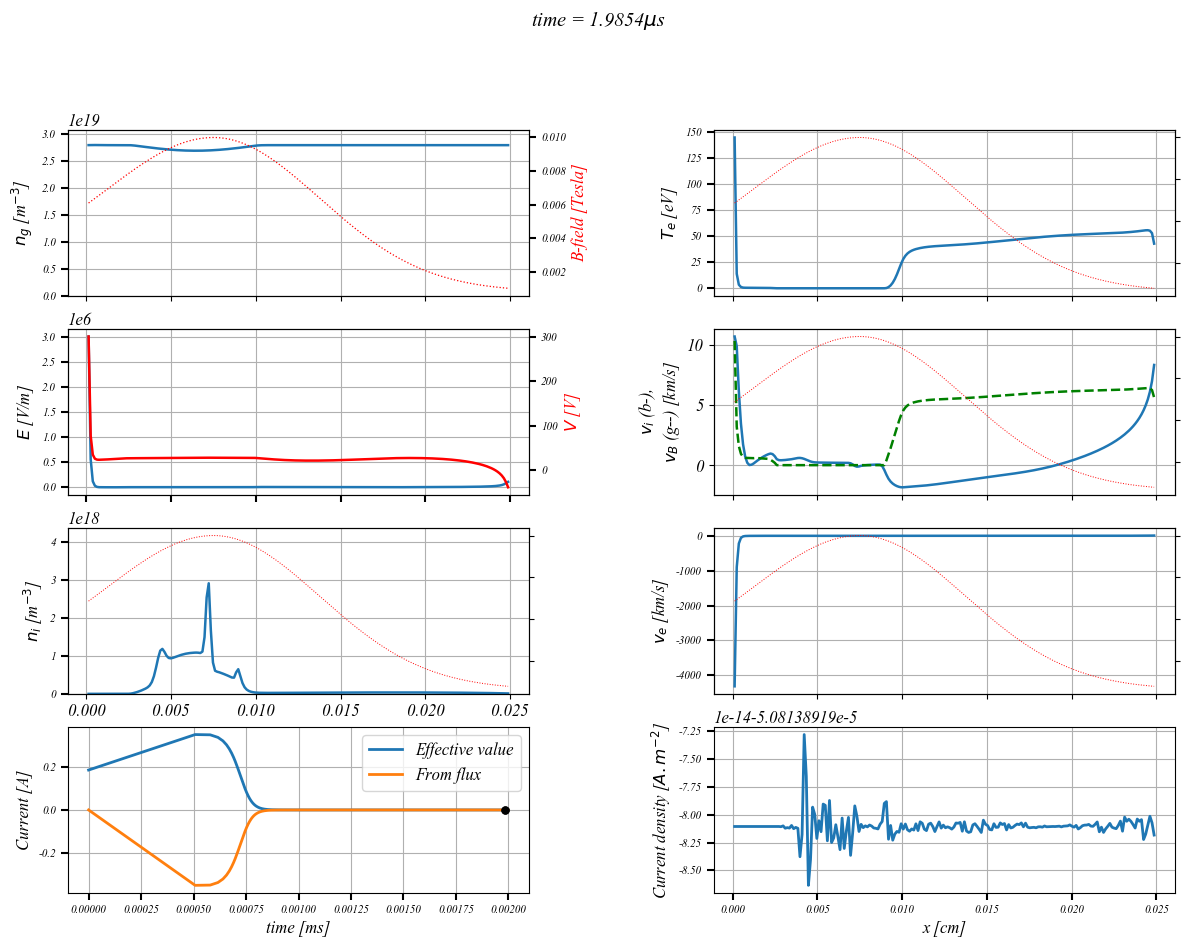 time = 1.9854μs
1e19
3.0
2.5
2.0
1.5
1.0
0.5
0.0
n_g [m^{-3}]
0.010
0.008
0.006
0.004
0.002
B-field [Tesla]
150
125
100
75
50
25
0
T_e [eV]
1e6
3.0
2.5
2.0
1.5
1.0
0.5
0.0
E [V/m]
300
200
100
0
V [V]
10
5
0
v_i (b-),
v_B (g--) [km/s]
1e18
4
3
2
1
0
n_i [m^{-3}]
0.000 0.005 0.010 0.015 0.020 0.025
0
-1000
-2000
-3000
-4000
v_e [km/s]
0.2
0.0
-0.2
Current [A]
Effective value
From flux
0.00000 0.00025 0.00050 0.00075 0.00100 0.00125 0.00150 0.00175 0.00200
time [ms]
1e-14-5.08138919e-5
-7.25
-7.50
-7.75
-8.00
-8.25
-8.50
Current density [A.m^{-2}]
0.000 0.005 0.010 0.015 0.020 0.025
x [cm]